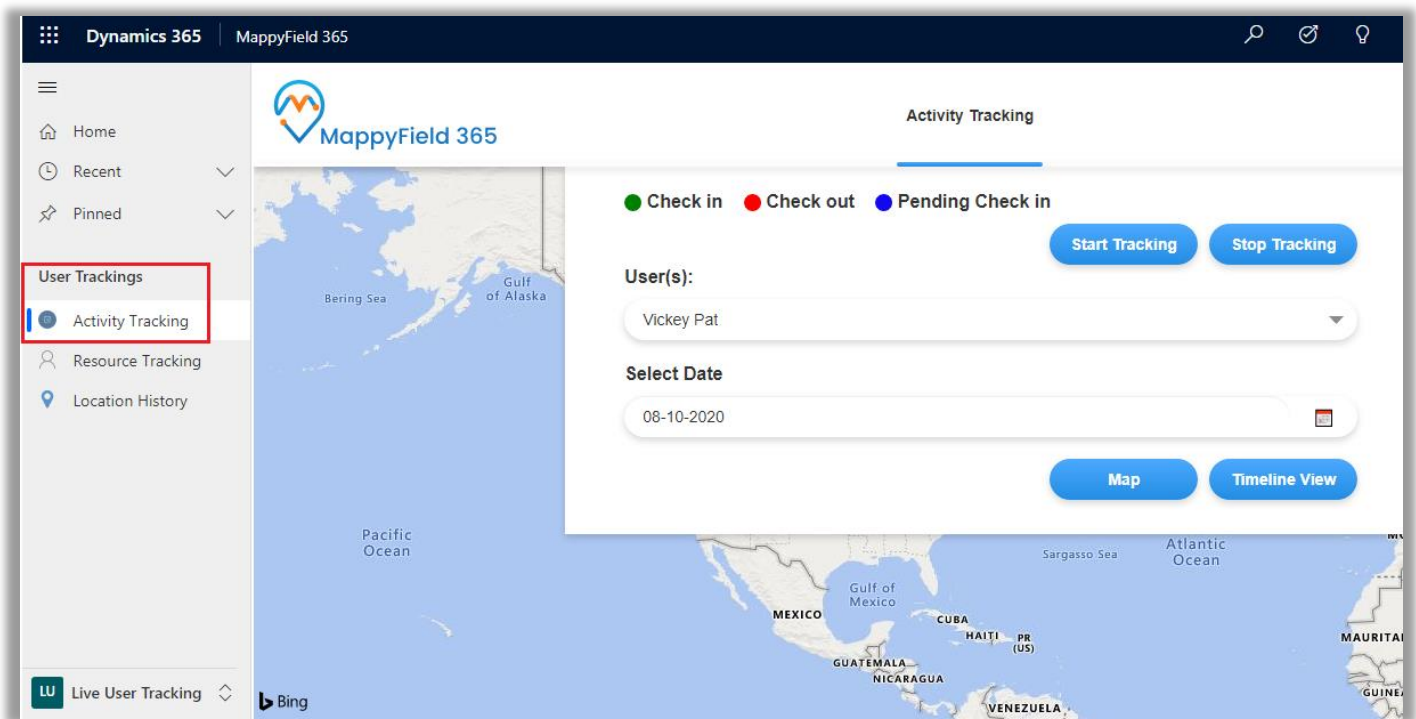 Dynamics 365 MappyField 365
Home
Recent
Pinned
User Trackings
Activity Tracking
Resource Tracking
Location History
LU Live User Tracking
MappyField 365
Activity Tracking
Check in Check out Pending Check in
Start Tracking Stop Tracking
User(s):
Vickey Pat
Select Date
08-10-2020
Map Timeline View
Gulf
of Alaska
Bering Sea
Pacific
Ocean
Sargasso Sea
Atlantic
Ocean
Gulf of
Mexico
MEXICO
CUBA
HAITI PR
(US)
MAURITA
GUATEMALA
NICARAGUA
GUINE
VENEZUELA
Bing